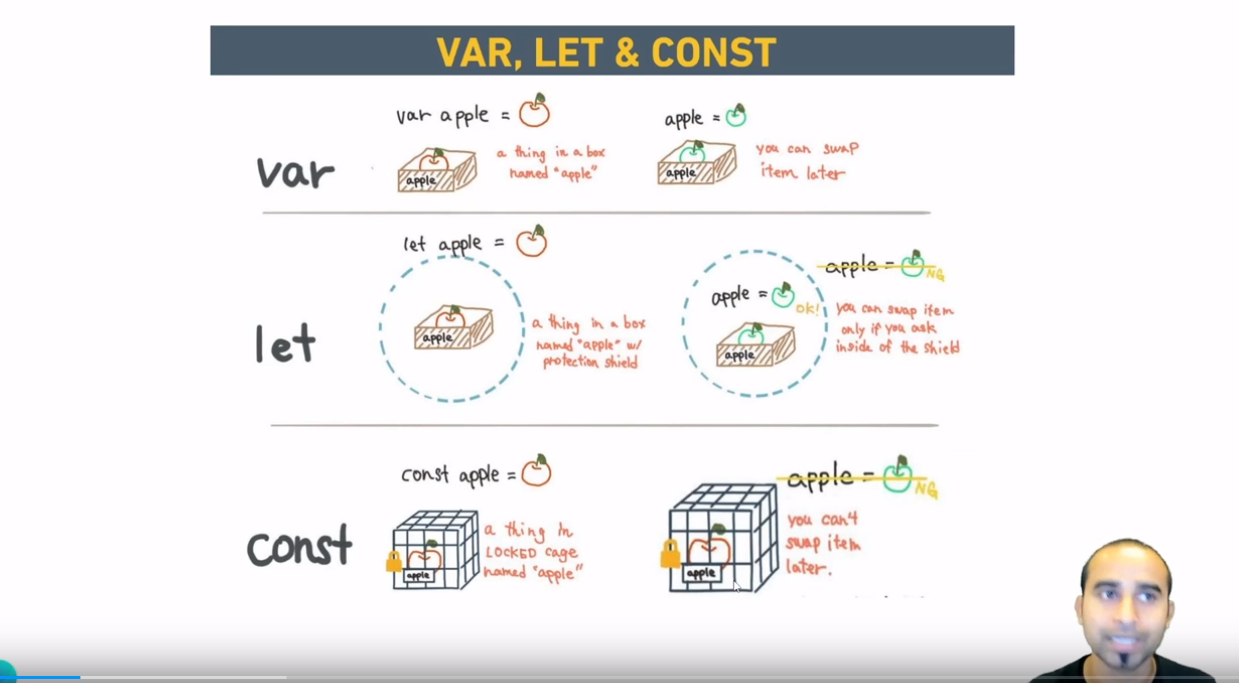 VAR, LET & CONST
var
var apple =
apple
a thing in a box
named "apple"
apple =
apple
you can swap
item later
let
let apple =
apple
a thing in a box
named "apple" w/
protection shield
apple =
OK!
apple
apple =
NG
you can swap item
only if you ask
inside of the shield
const
const apple =
apple
a thing in
LOCKED cage
named "apple"
apple
apple =
NG
you can't
swap item
later.